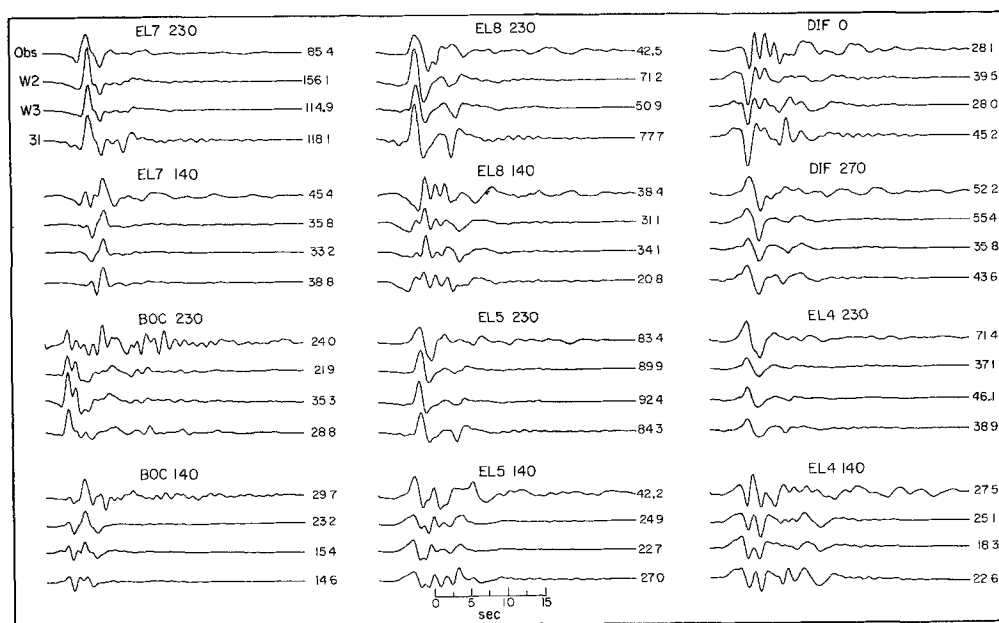 EL7 230
Obs 85.4
W2 156.1
W3 114.9
31 118.1
EL8 230
42.5
71.2
50.9
77.7
DIF 0
28.1
39.5
28.0
45.2
EL7 140
45.4
35.8
33.2
38.8
EL8 140
38.4
31.1
34.1
20.8
DIF 270
52.2
55.4
35.8
43.6
BOC 230
24.0
21.9
35.3
28.8
EL5 230
83.4
89.9
92.4
84.3
EL4 230
71.4
37.1
46.1
38.9
BOC 140
29.7
23.2
15.4
14.6
EL5 140
42.2
24.9
22.7
27.0
EL4 140
27.5
25.1
18.3
22.6
0 5 10 15
sec